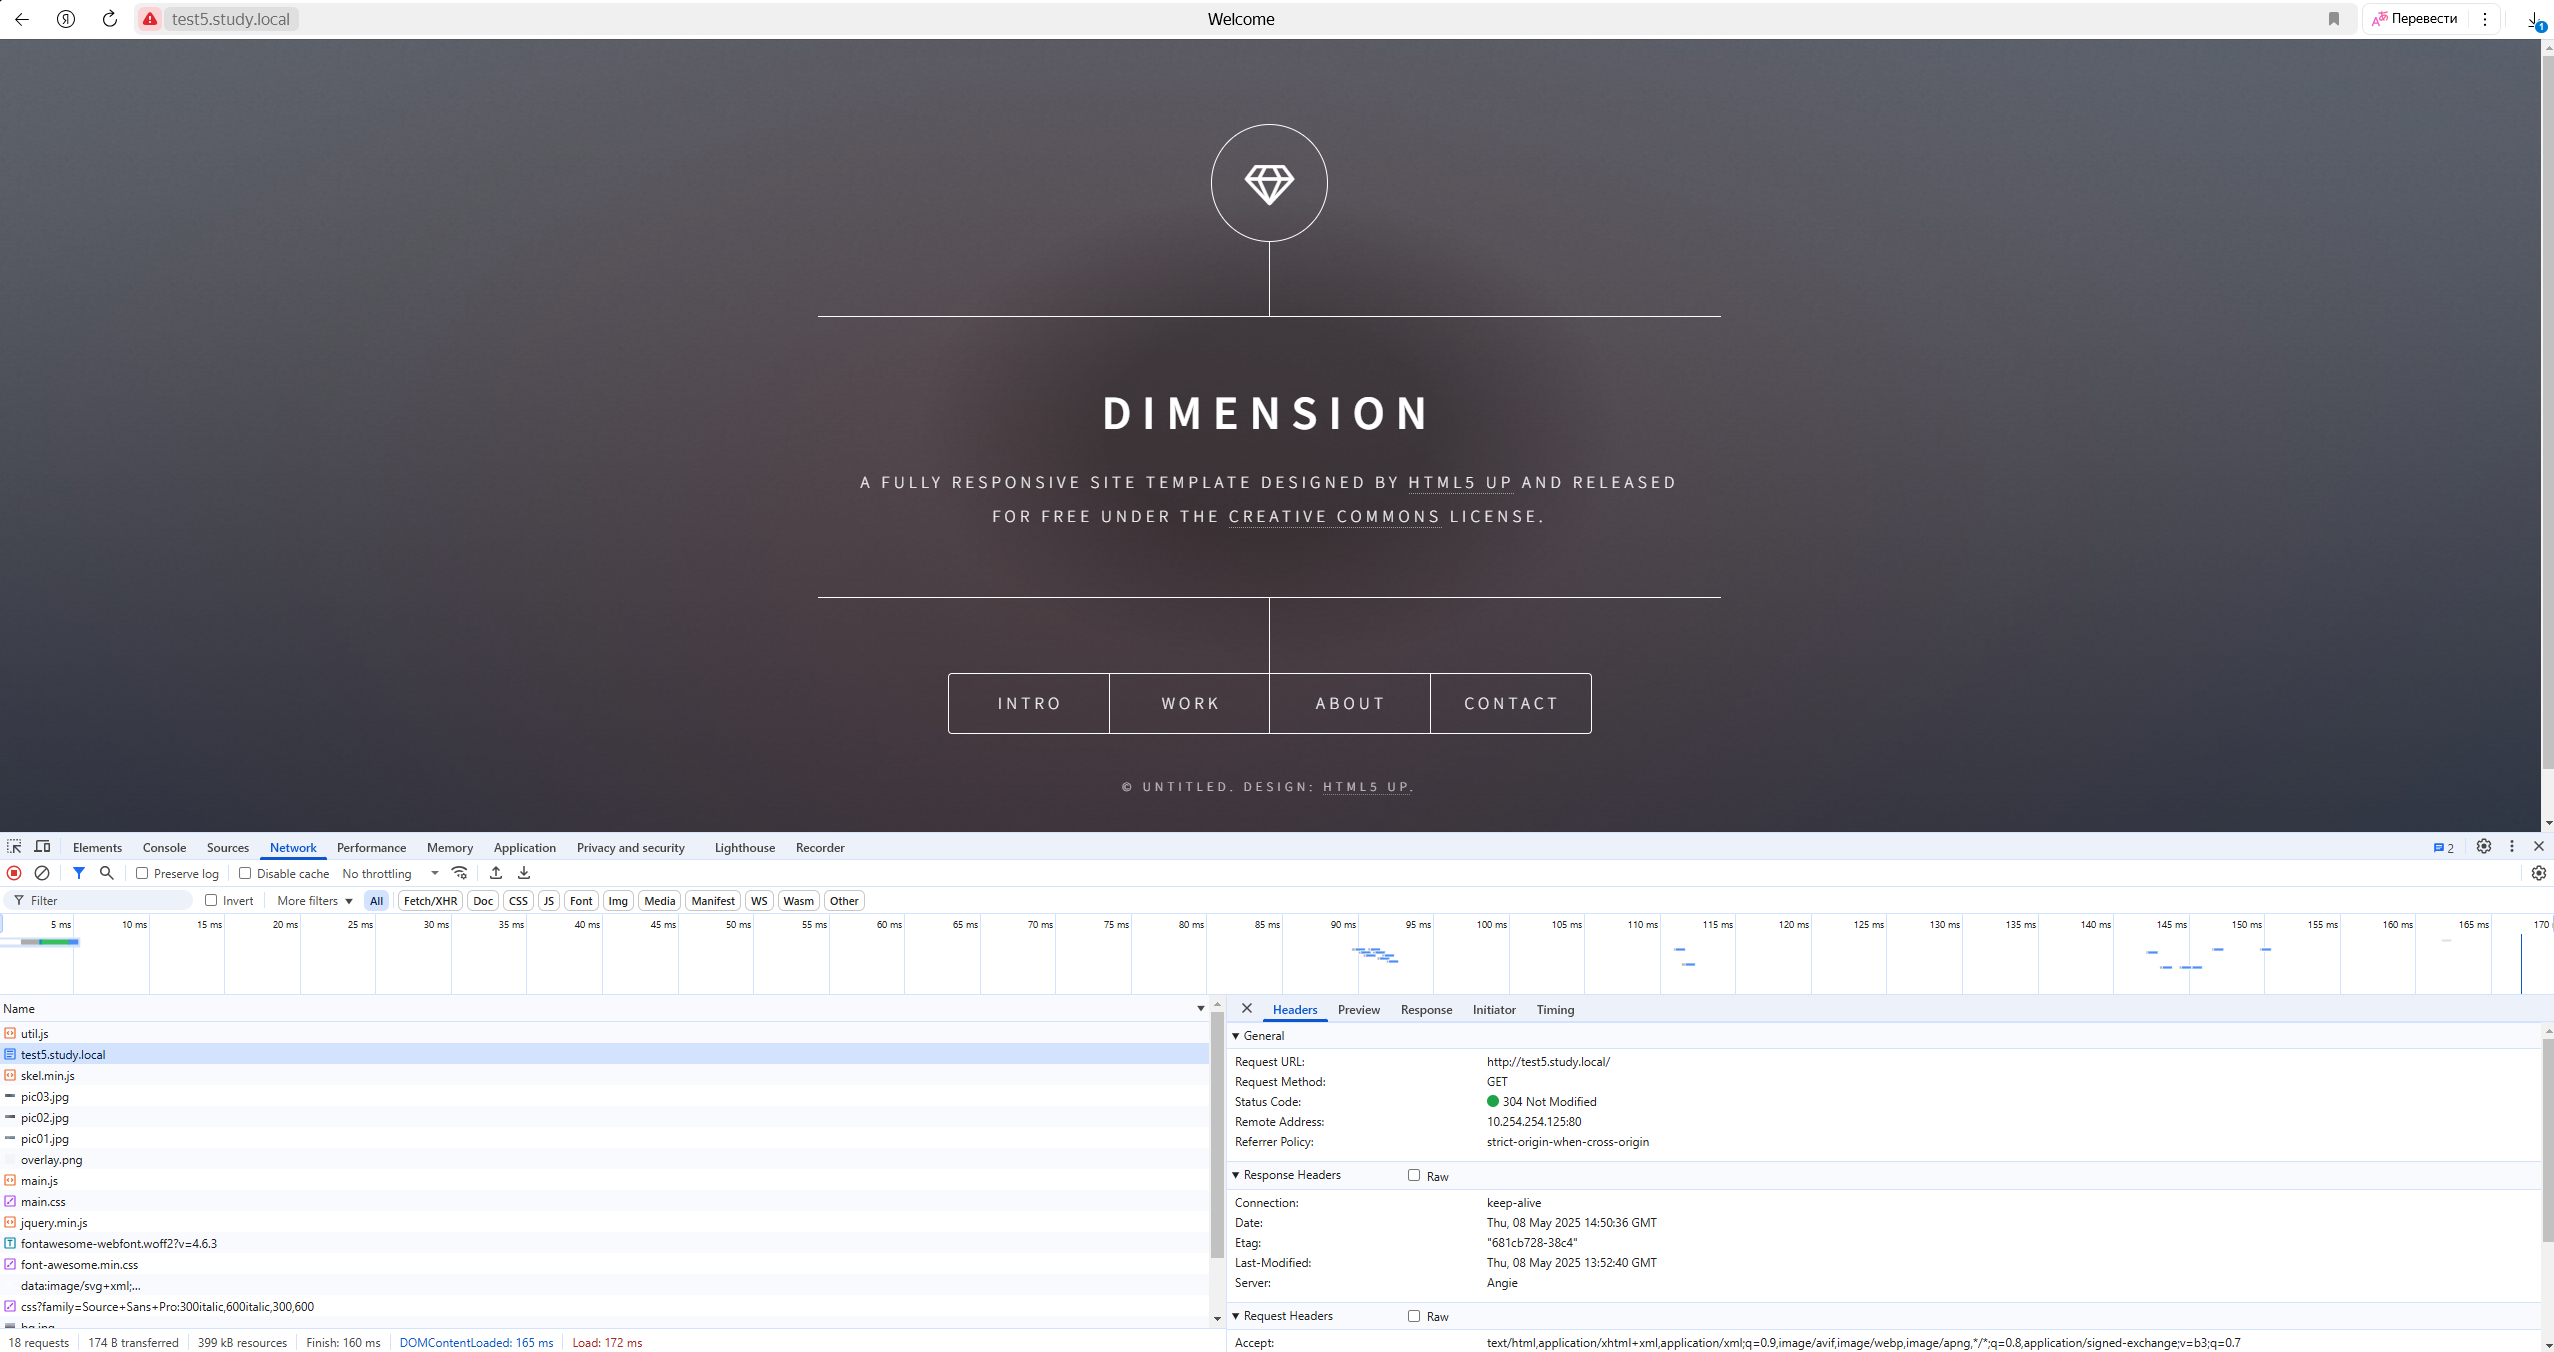 test5.study.local
Welcome
Перевести
1
DIMENSION
A FULLY RESPONSIVE SITE TEMPLATE DESIGNED BY HTML5 UP AND RELEASED
FOR FREE UNDER THE CREATIVE COMMONS LICENSE.
INTRO WORK ABOUT CONTACT
© UNTITLED. DESIGN: HTML5 UP.
Elements Console Sources Network Performance Memory Application Privacy and security Lighthouse Recorder 2
Preserve log Disable cache No throttling
Filter Invert More filters All Fetch/XHR Doc CSS JS Font Img Media Manifest WS Wasm Other
5 ms 10 ms 15 ms 20 ms 25 ms 30 ms 35 ms 40 ms 45 ms 50 ms 55 ms 60 ms 65 ms 70 ms 75 ms 80 ms 85 ms 90 ms 95 ms 100 ms 105 ms 110 ms 115 ms 120 ms 125 ms 130 ms 135 ms 140 ms 145 ms 150 ms 155 ms 160 ms 165 ms 170
Name
util.js
test5.study.local
skel.min.js
pic03.jpg
pic02.jpg
pic01.jpg
overlay.png
main.js
main.css
jquery.min.js
fontawesome-webfont.woff2?v=4.6.3
font-awesome.min.css
data:image/svg+xml;...
css?family=Source+Sans+Pro:300italic,600italic,300,600
18 requests 174 B transferred 399 kB resources Finish: 160 ms DOMContentLoaded: 165 ms Load: 172 ms
Headers Preview Response Initiator Timing
General
Request URL: http://test5.study.local/
Request Method: GET
Status Code: 304 Not Modified
Remote Address: 10.254.254.125:80
Referrer Policy: strict-origin-when-cross-origin
Response Headers Raw
Connection: keep-alive
Date: Thu, 08 May 2025 14:50:36 GMT
Etag: "681cb728-38c4"
Last-Modified: Thu, 08 May 2025 13:52:40 GMT
Server: Angie
Request Headers Raw
Accept: text/html,application/xhtml+xml,application/xml;q=0.9,image/avif,image/webp,image/apng,*/*;q=0.8,application/signed-exchange;v=b3;q=0.7